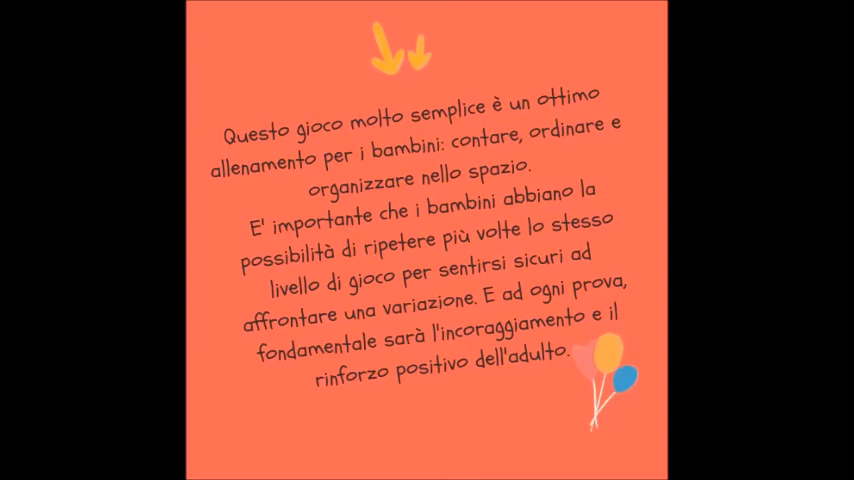 Questo gioco molto semplice è un ottimo
allenamento per i bambini: contare, ordinare e
organizzare nello spazio.
E' importante che i bambini abbiano la
possibilità di ripetere più volte lo stesso
livello di gioco per sentirsi sicuri ad
affrontare una variazione. E ad ogni prova,
fondamentale sarà l'incoraggiamento e il
rinforzo positivo dell'adulto.